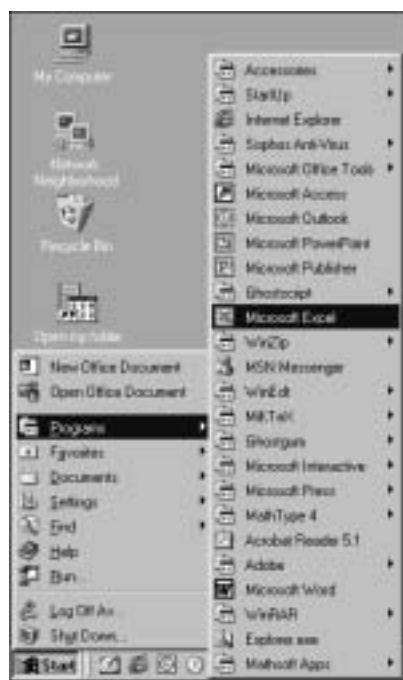 My Computer
Network
Neighborhood
Recycle Bin
Open my folder
New Office Document
Open Office Document
Programs
Favorites
Documents
Settings
Find
Help
Run...
Log Off
Shut Down...
Start
Accessories
StartUp
Internet Explorer
Sophos Anti-Virus
Microsoft Office Tools
Microsoft Access
Microsoft Outlook
Microsoft PowerPoint
Microsoft Publisher
Ghostscript
Microsoft Excel
WinZip
MSN Messenger
WinEdt
MiKTeX
Ghostgum
Microsoft Interactive
Microsoft Press
MathType 4
Acrobat Reader 5.1
Adobe
Microsoft Word
WinRAR
Explorer.exe
Mathsoft Apps